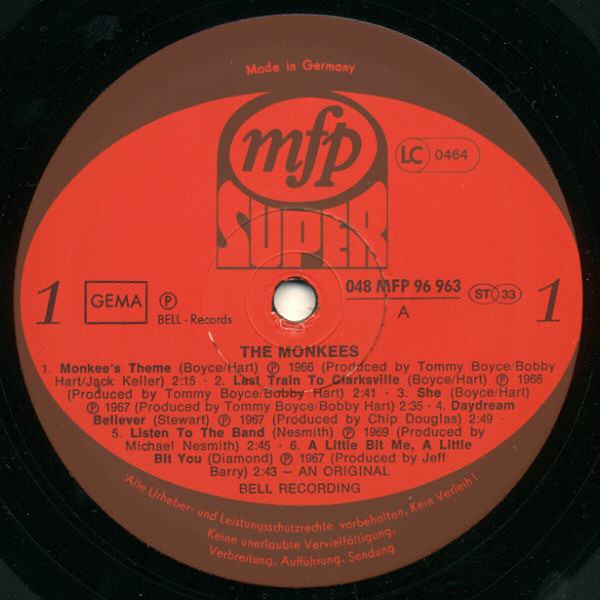 Made in Germany
mfp
SUPER
LC 0464
048 MFP 96 963
ST 33
1
GEMA
℗
BELL - Records
A
1
THE MONKEES
1. Monkee's Theme (Boyce/Hart) ℗ 1966 (Produced by Tommy Boyce/Bobby
Hart/Jack Keller) 2:15 · 2. Last Train To Clarksville (Boyce/Hart) ℗ 1966
(Produced by Tommy Boyce/Bobby Hart) 2:41 · 3. She (Boyce/Hart)
℗ 1967 (Produced by Tommy Boyce/Bobby Hart) 2:35 · 4. Daydream
Believer (Stewart) ℗ 1967 (Produced by Chip Douglas) 2:49 ·
5. Listen To The Band (Nesmith) ℗ 1969 (Produced by
Michael Nesmith) 2:45 · 6. A Little Bit Me, A Little
Bit You (Diamond) ℗ 1967 (Produced by Jeff
Barry) 2:43 – AN ORIGINAL
BELL RECORDING
Alle Urheber- und Leistungsschutzrechte vorbehalten. Kein Verleih!
Keine unerlaubte Vervielfältigung,
Verbreitung, Aufführung, Sendung